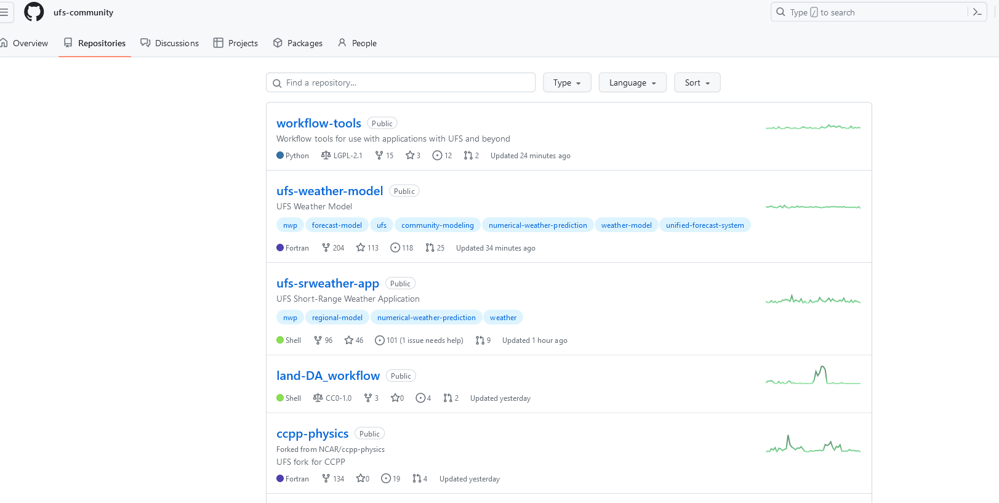 ufs-community
Type / to search
Overview Repositories Discussions Projects Packages People
Find a repository... Type Language Sort
workflow-tools Public
Workflow tools for use with applications with UFS and beyond
Python LGPL-2.1 15 3 12 2 Updated 24 minutes ago
ufs-weather-model Public
UFS Weather Model
nwp forecast-model ufs community-modeling numerical-weather-prediction weather-model unified-forecast-system
Fortran 204 113 118 25 Updated 34 minutes ago
ufs-srweather-app Public
UFS Short-Range Weather Application
nwp regional-model numerical-weather-prediction weather
Shell 96 46 101 (1 issue needs help) 9 Updated 1 hour ago
land-DA_workflow Public
Shell CC0-1.0 3 0 4 2 Updated yesterday
ccpp-physics Public
Forked from NCAR/ccpp-physics
UFS fork for CCPP
Fortran 134 0 19 4 Updated yesterday